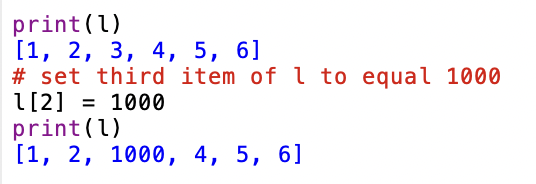 print(l)
[1, 2, 3, 4, 5, 6]
# set third item of l to equal 1000
l[2] = 1000
print(l)
[1, 2, 1000, 4, 5, 6]